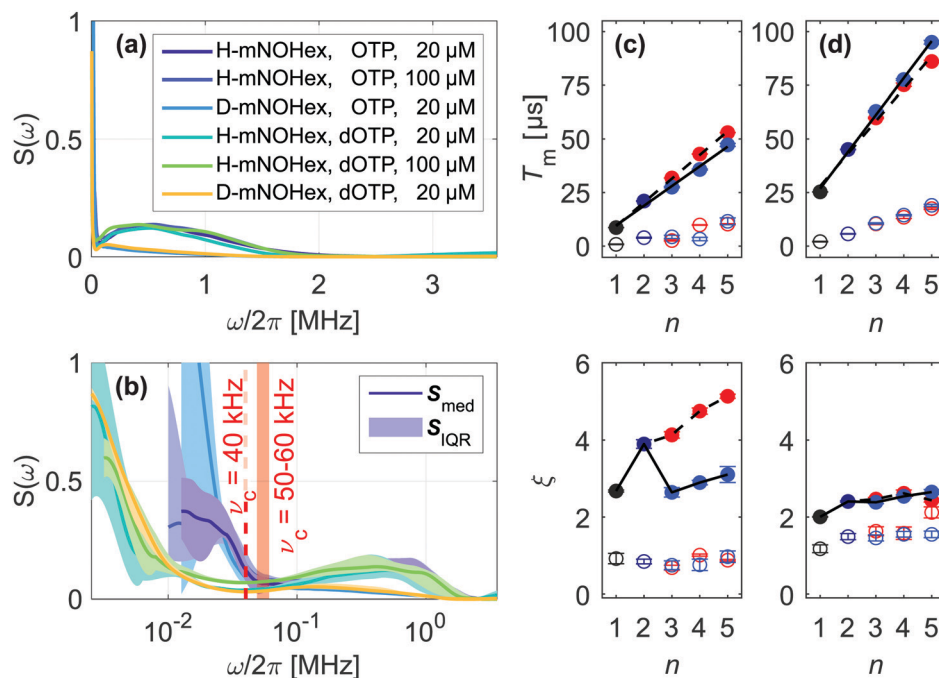 (a)
S(ω)
1
0.5
0
H-mNOHex, OTP, 20 µM
H-mNOHex, OTP, 100 µM
D-mNOHex, OTP, 20 µM
H-mNOHex, dOTP, 20 µM
H-mNOHex, dOTP, 100 µM
D-mNOHex, dOTP, 20 µM
0 1 2 3
ω/2π [MHz]
(b)
S(ω)
1
0.5
0
ν_c = 40 kHz
ν_c = 50-60 kHz
S_med
S_IQR
10⁻² 10⁻¹ 10⁰
ω/2π [MHz]
(c)
T_m [µs]
100
75
50
25
0
1 2 3 4 5
n
(d)
100
75
50
25
0
1 2 3 4 5
n
ξ
6
4
2
0
1 2 3 4 5
n
6
4
2
0
1 2 3 4 5
n